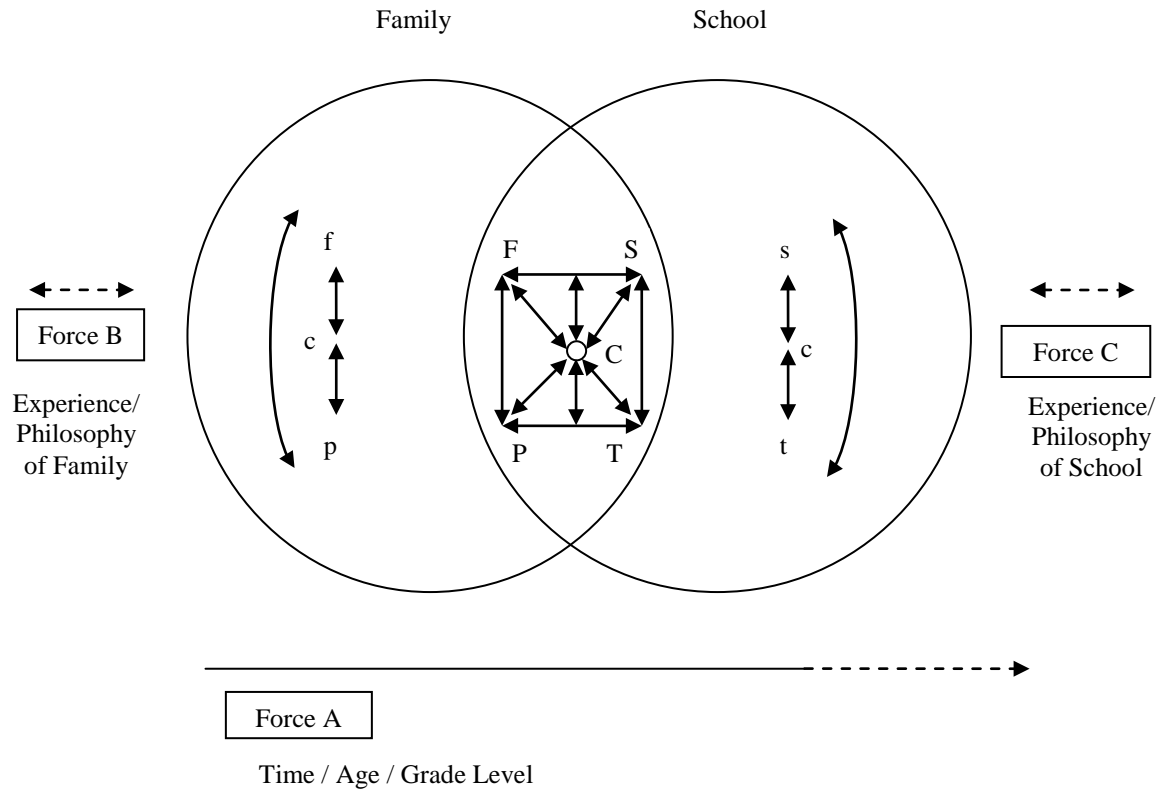 Family
School
f
F
S
s
Force B
c
C
c
Force C
Experience/
Philosophy
of Family
p
P
T
t
Experience/
Philosophy
of School
Force A
Time / Age / Grade Level